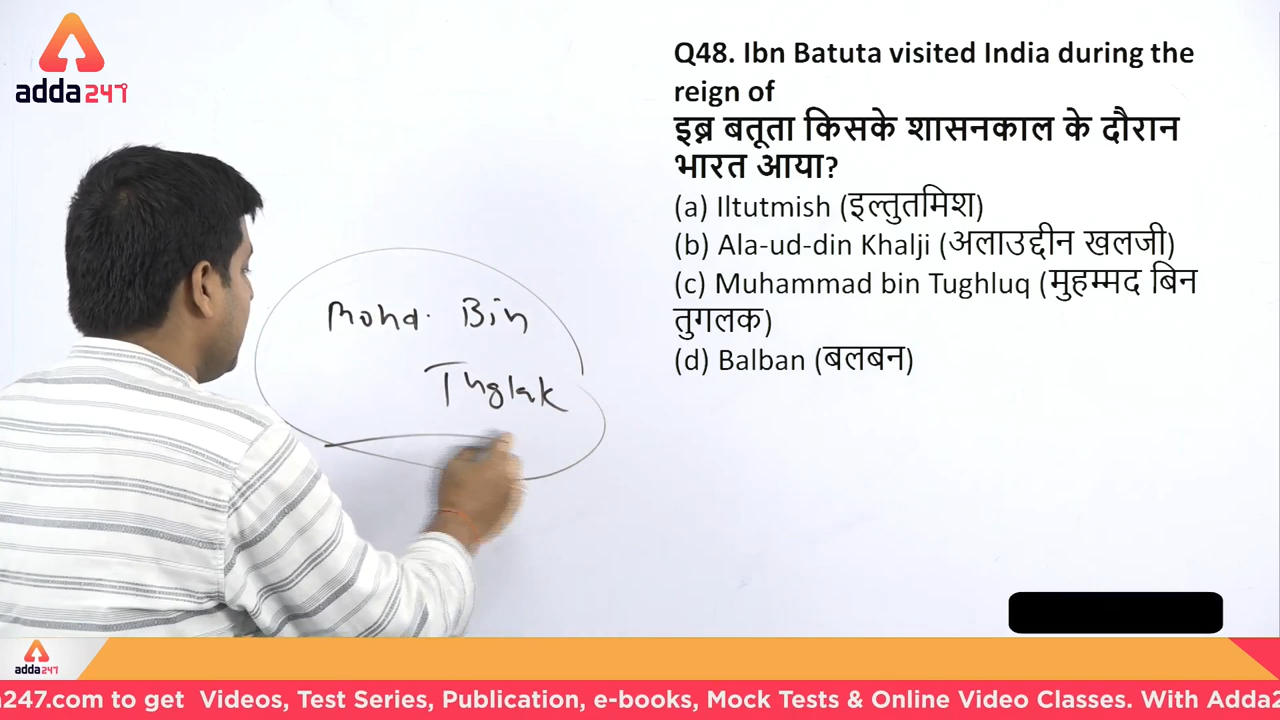 adda247
Q48. Ibn Batuta visited India during the
reign of
इब्न बतूता किसके शासनकाल के दौरान
भारत आया?
(a) Iltutmish (इल्तुतमिश)
(b) Ala-ud-din Khalji (अलाउद्दीन खलजी)
(c) Muhammad bin Tughluq (मुहम्मद बिन
तुगलक)
(d) Balban (बलबन)
Mohd. Bin
Tuglak
adda247
a247.com to get Videos, Test Series, Publication, e-books, Mock Tests & Online Video Classes. With Adda2